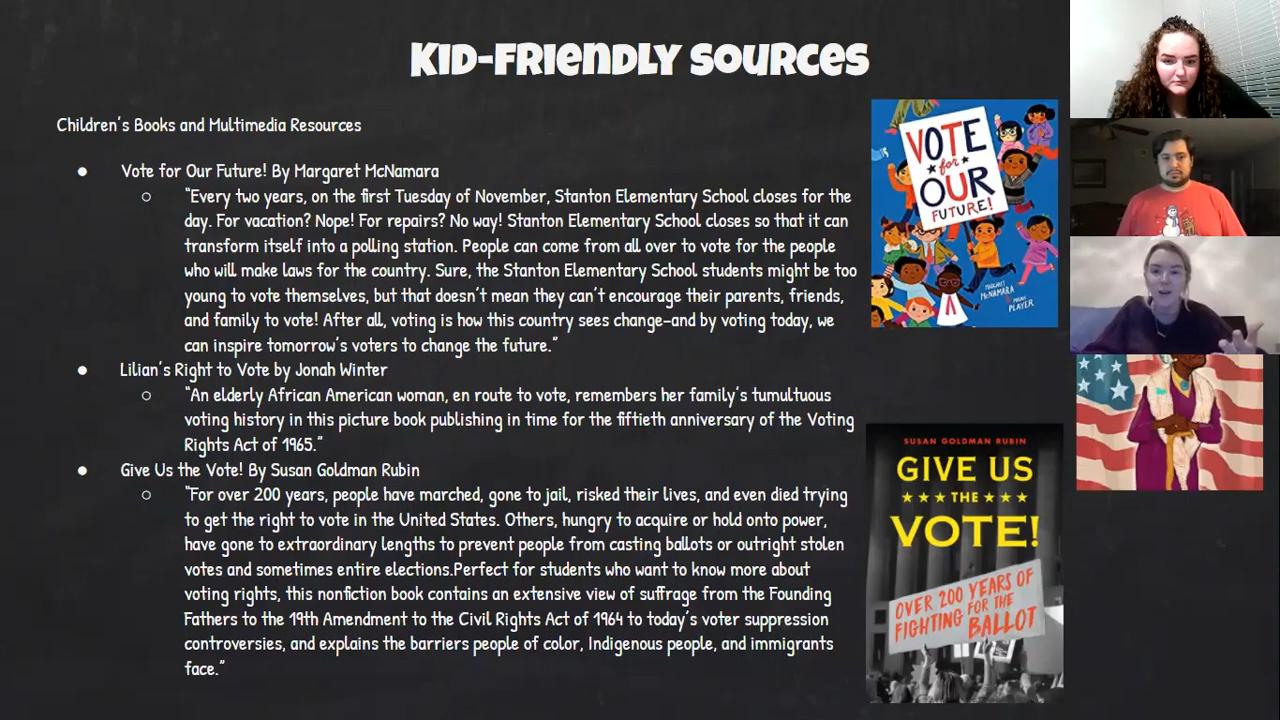 Kid-Friendly Sources
Children's Books and Multimedia Resources
● Vote for Our Future! By Margaret McNamara
○ "Every two years, on the first Tuesday of November, Stanton Elementary School closes for the
day. For vacation? Nope! For repairs? No way! Stanton Elementary School closes so that it can
transform itself into a polling station. People can come from all over to vote for the people
who will make laws for the country. Sure, the Stanton Elementary School students might be too
young to vote themselves, but that doesn't mean they can't encourage their parents, friends,
and family to vote! After all, voting is how this country sees change-and by voting today, we
can inspire tomorrow's voters to change the future."
● Lilian's Right to Vote by Jonah Winter
○ "An elderly African American woman, en route to vote, remembers her family's tumultuous
voting history in this picture book publishing in time for the fiftieth anniversary of the Voting
Rights Act of 1965."
● Give Us the Vote! By Susan Goldman Rubin
○ "For over 200 years, people have marched, gone to jail, risked their lives, and even died trying
to get the right to vote in the United States. Others, hungry to acquire or hold onto power,
have gone to extraordinary lengths to prevent people from casting ballots or outright stolen
votes and sometimes entire elections.Perfect for students who want to know more about
voting rights, this nonfiction book contains an extensive view of suffrage from the Founding
Fathers to the 19th Amendment to the Civil Rights Act of 1964 to today's voter suppression
controversies, and explains the barriers people of color, Indigenous people, and immigrants
face."
VOTE
for
OUR
FUTURE!
MARGARET
McNAMARA
MICAH
PLAYER
SUSAN GOLDMAN RUBIN
GIVE US
THE
VOTE!
OVER 200 YEARS OF
FIGHTING FOR THE
BALLOT